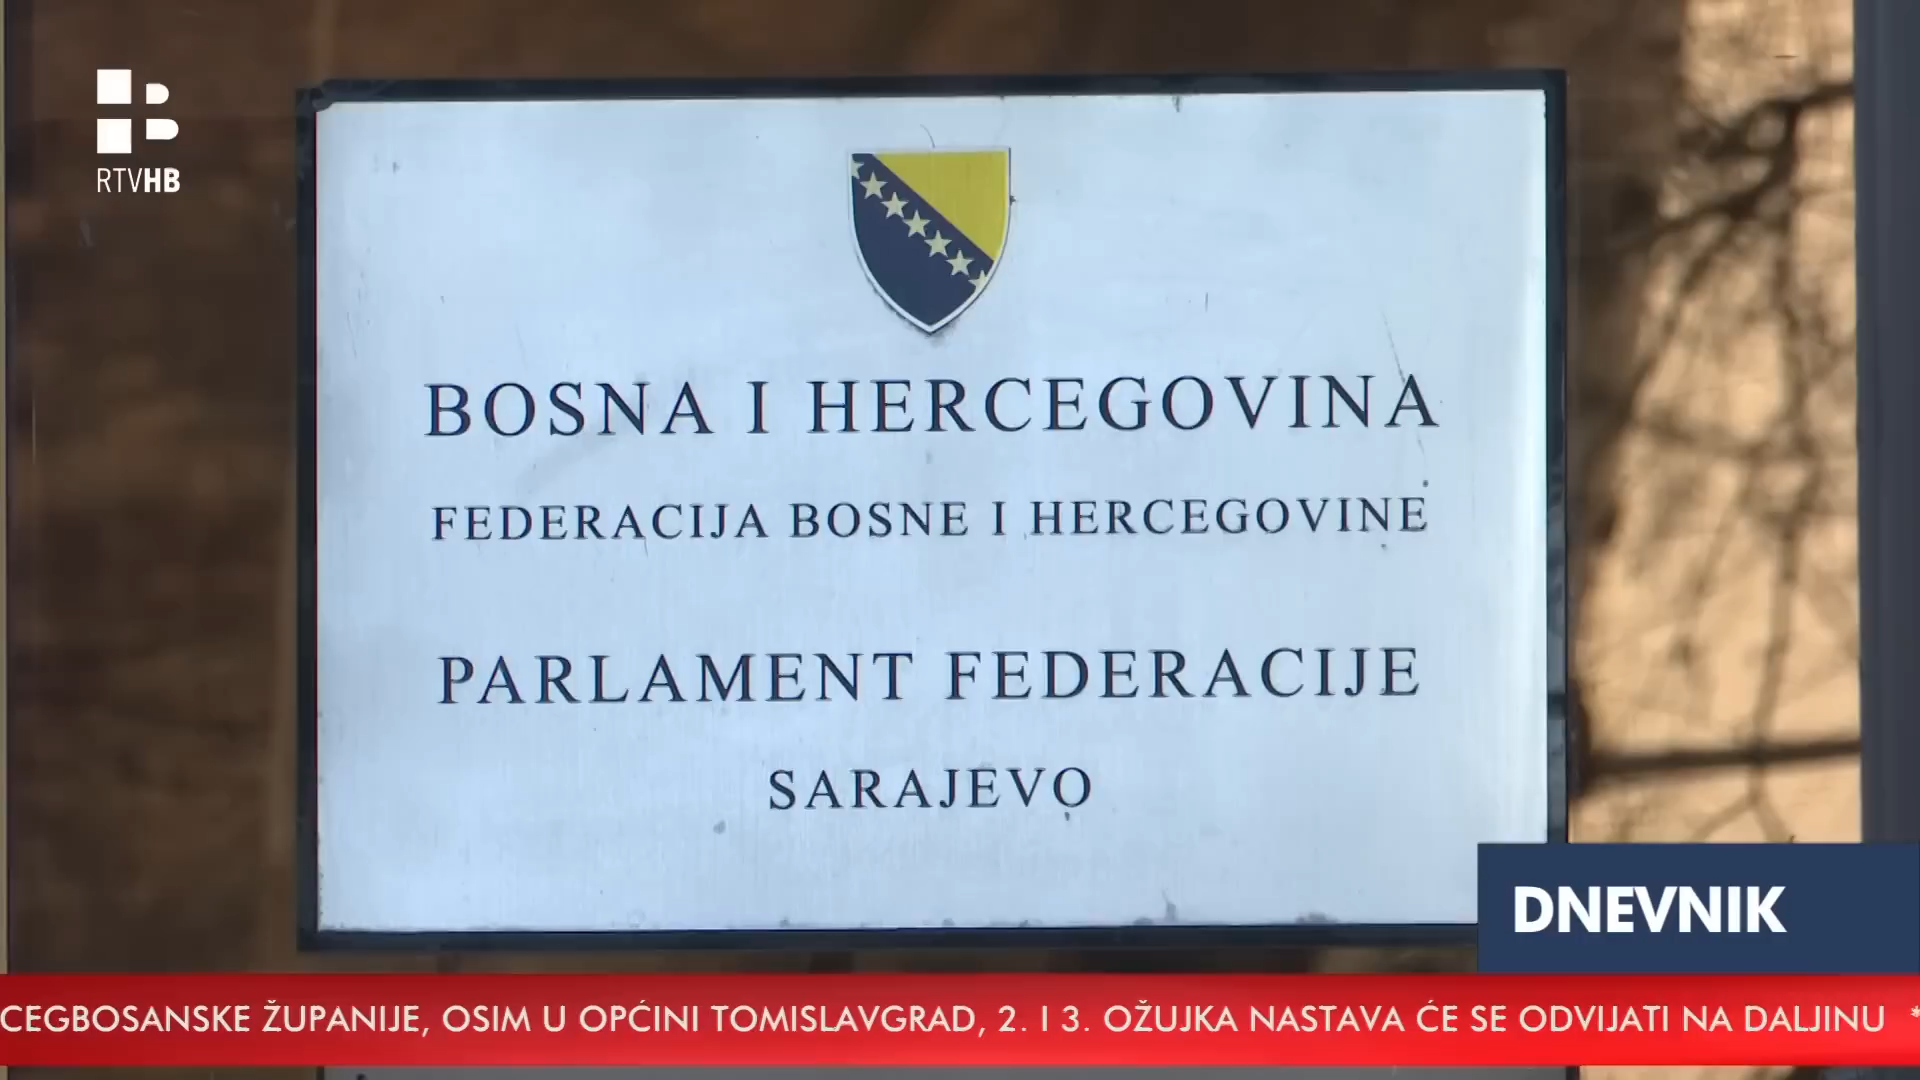 RTVHB
BOSNA I HERCEGOVINA
FEDERACIJA BOSNE I HERCEGOVINE
PARLAMENT FEDERACIJE
SARAJEVO
DNEVNIK
CEGBOSANSKE ŽUPANIJE, OSIM U OPĆINI TOMISLAVGRAD, 2. I 3. OŽUJKA NASTAVA ĆE SE ODVIJATI NA DALJINU *